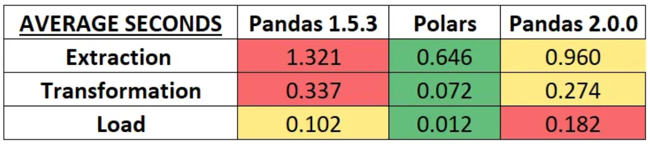 AVERAGE SECONDS Pandas 1.5.3 Polars Pandas 2.0.0
Extraction 1.321 0.646 0.960
Transformation 0.337 0.072 0.274
Load 0.102 0.012 0.182